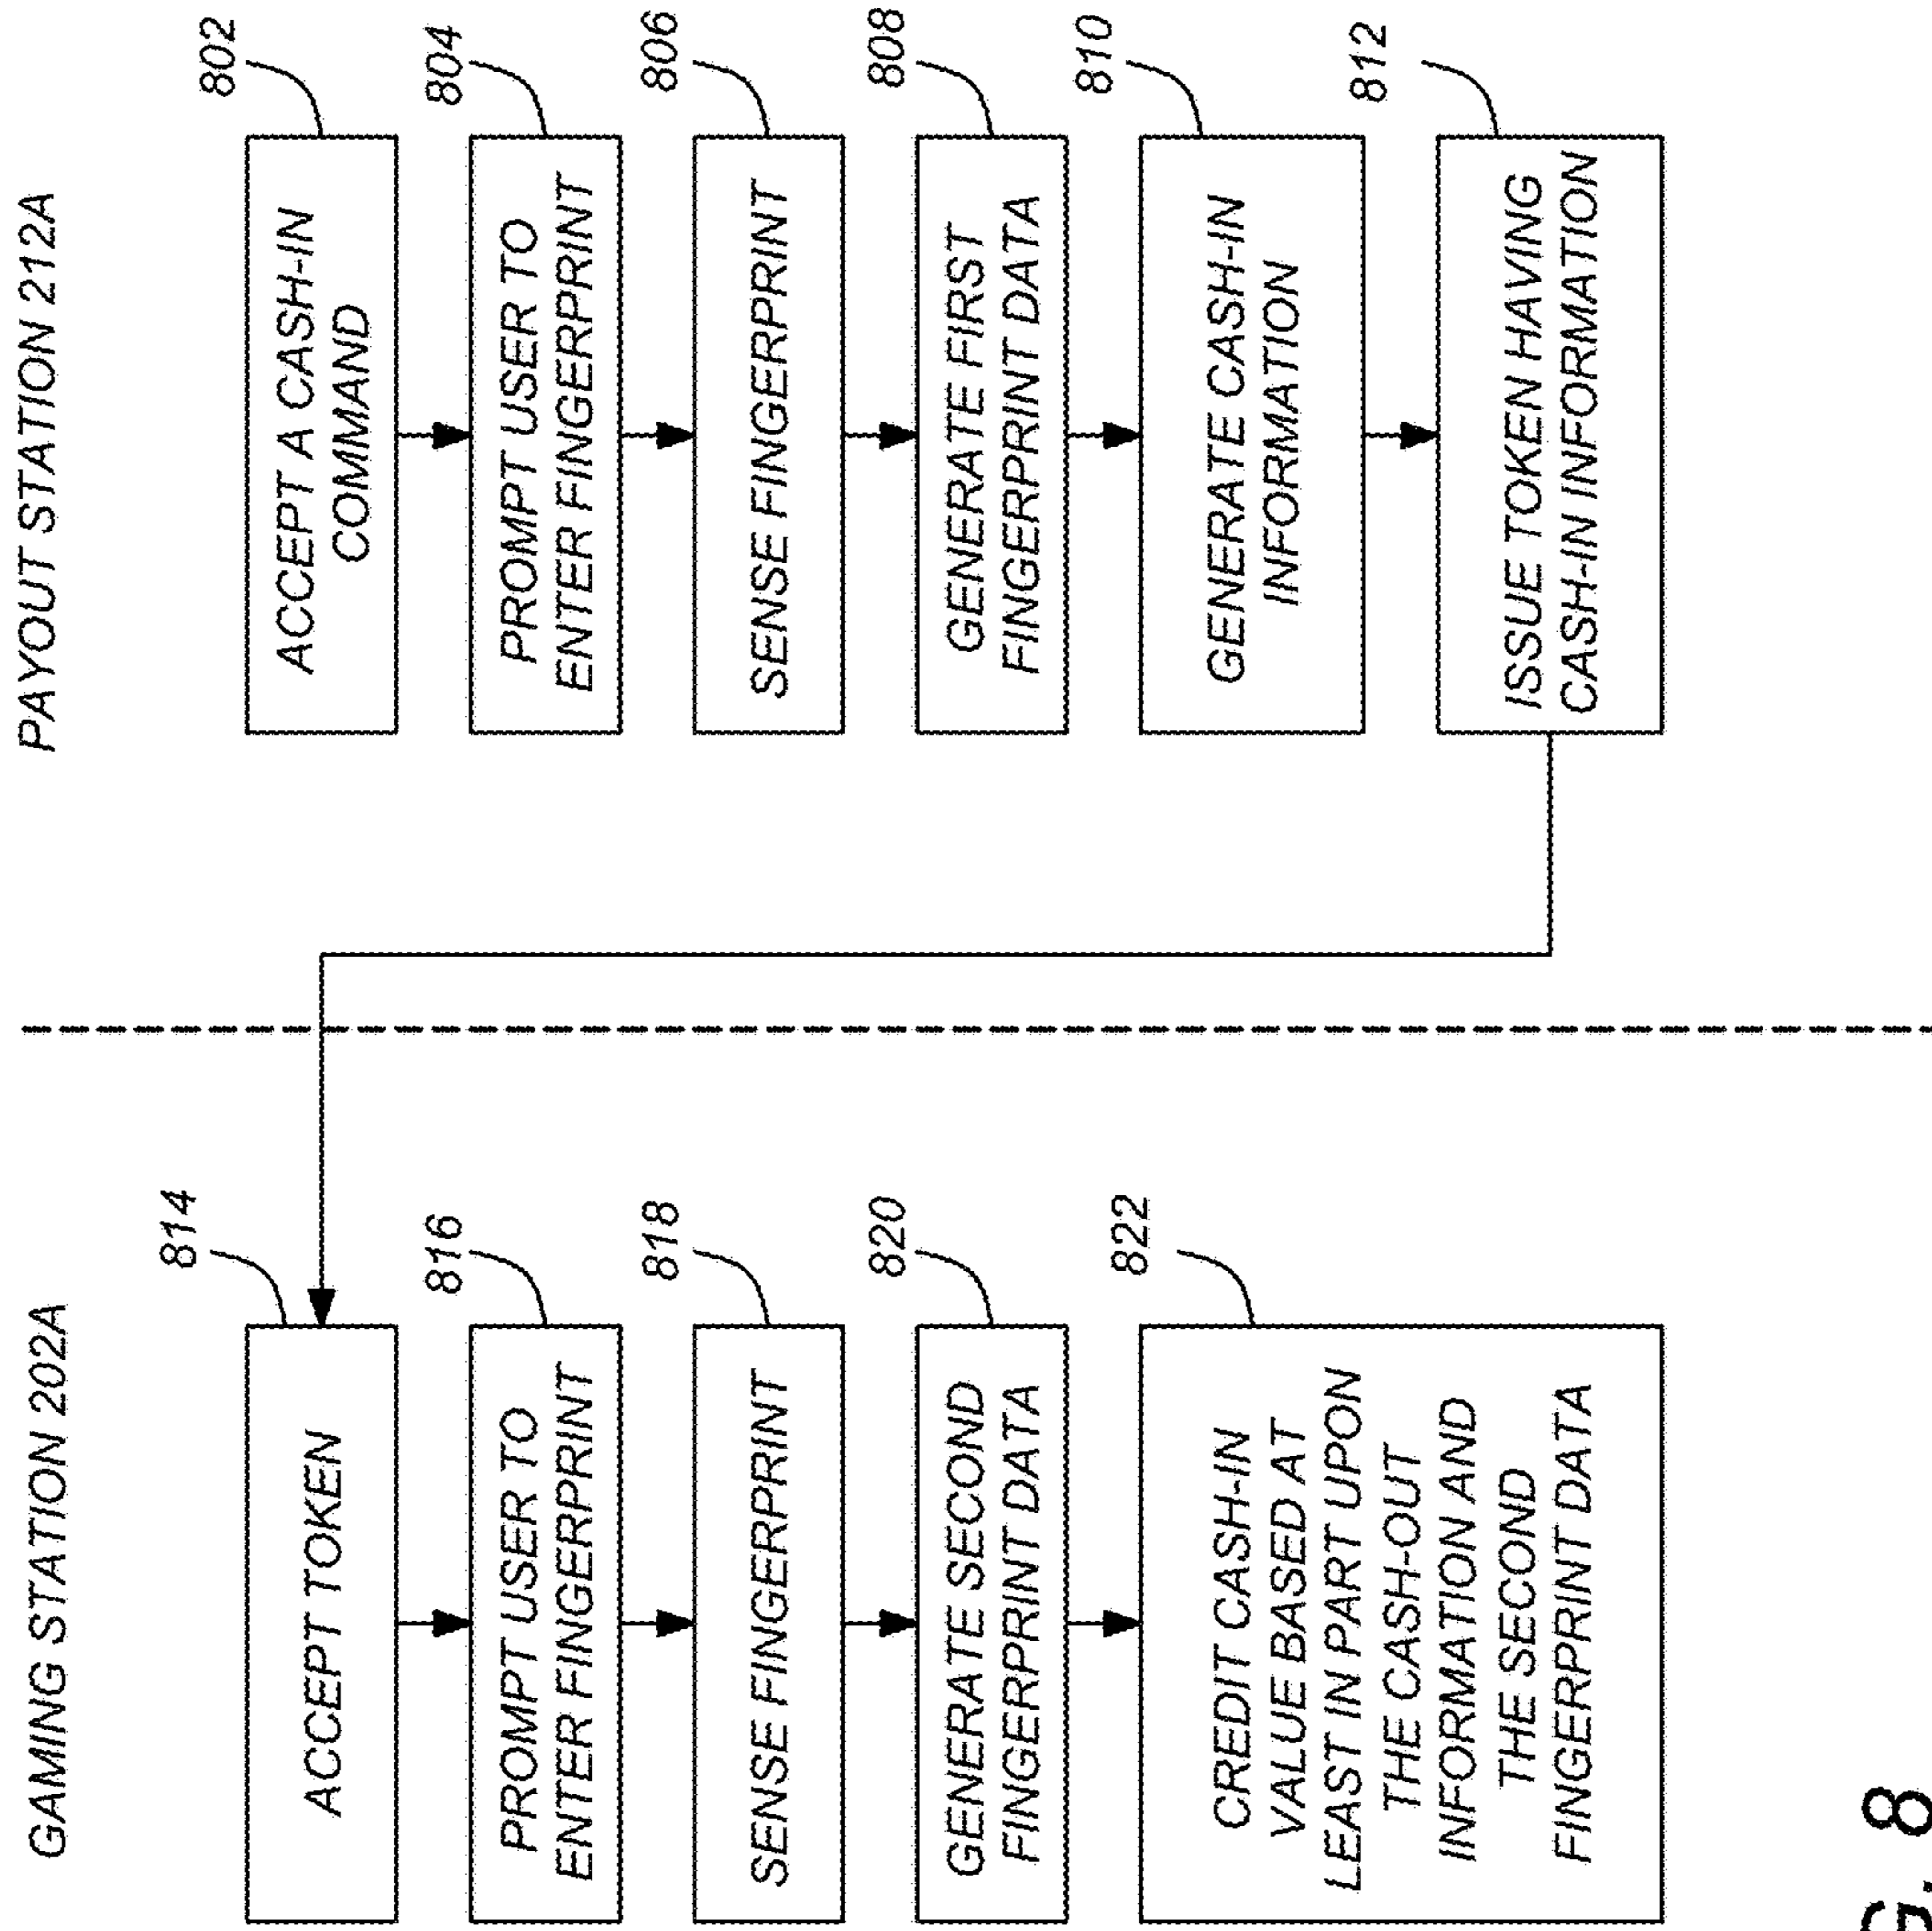 GAMING STATION 202A
814
ACCEPT TOKEN
816
PROMPT USER TO
ENTER FINGERPRINT
818
SENSE FINGERPRINT
820
GENERATE SECOND
FINGERPRINT DATA
822
CREDIT CASH-IN
VALUE BASED AT
LEAST IN PART UPON
THE CASH-OUT
INFORMATION AND
THE SECOND
FINGERPRINT DATA
PAYOUT STATION 212A
802
ACCEPT A CASH-IN
COMMAND
804
PROMPT USER TO
ENTER FINGERPRINT
806
SENSE FINGERPRINT
808
GENERATE FIRST
FINGERPRINT DATA
810
GENERATE CASH-IN
INFORMATION
812
ISSUE TOKEN HAVING
CASH-IN INFORMATION
G. 8